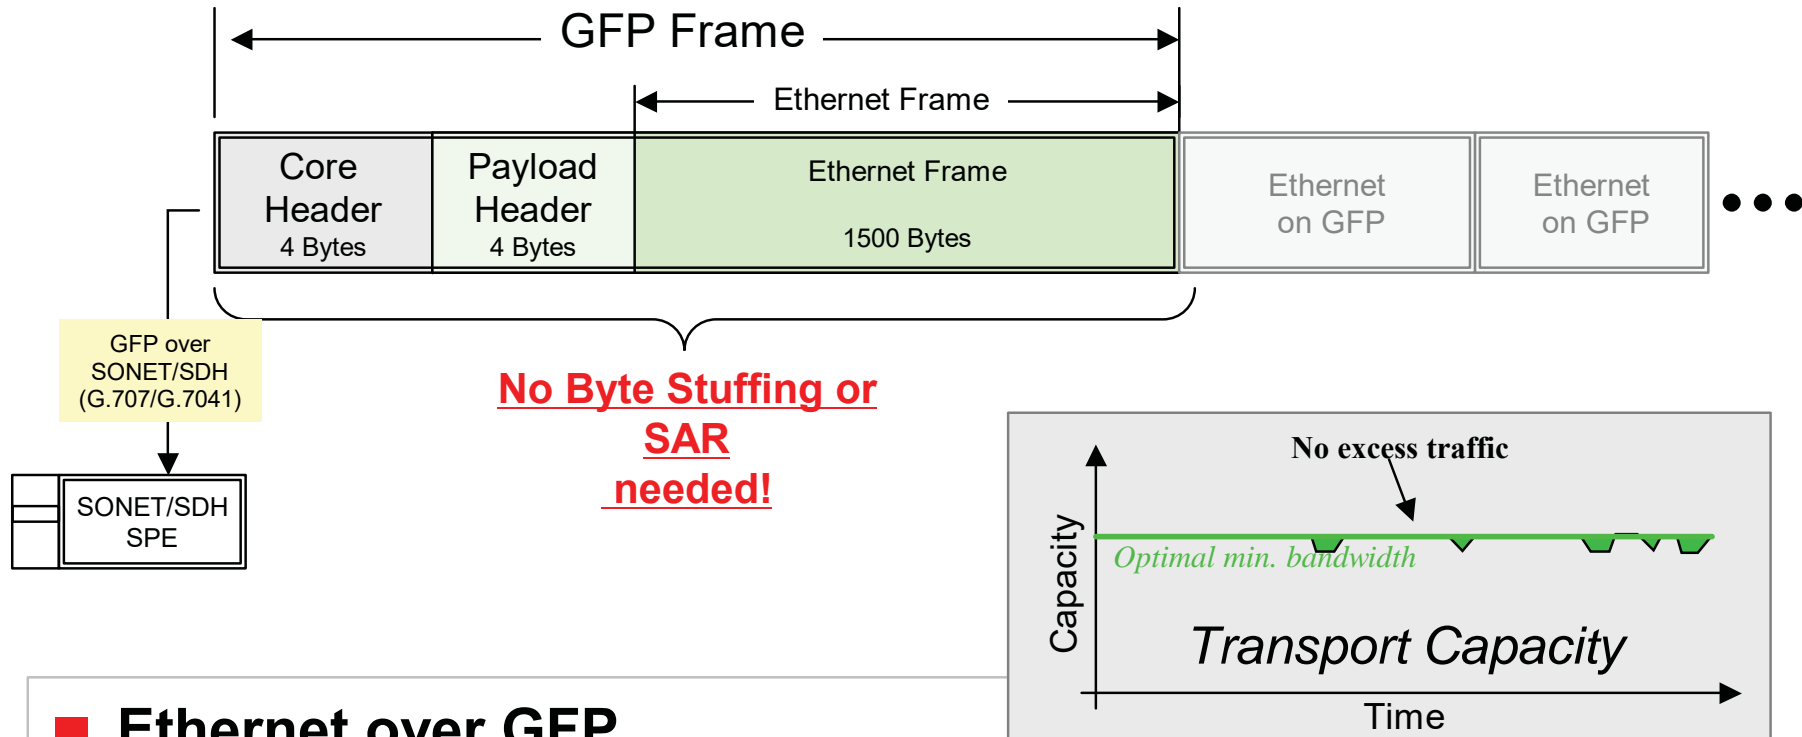 GFP Frame
Ethernet Frame
Core
Header
4 Bytes
Payload
Header
4 Bytes
Ethernet Frame
1500 Bytes
Ethernet
on GFP
Ethernet
on GFP
GFP over
SONET/SDH
(G.707/G.7041)
No Byte Stuffing or
SAR
needed!
SONET/SDH
SPE
No excess traffic
Capacity
Optimal min. bandwidth
Transport Capacity
Time
Ethernet over GFP